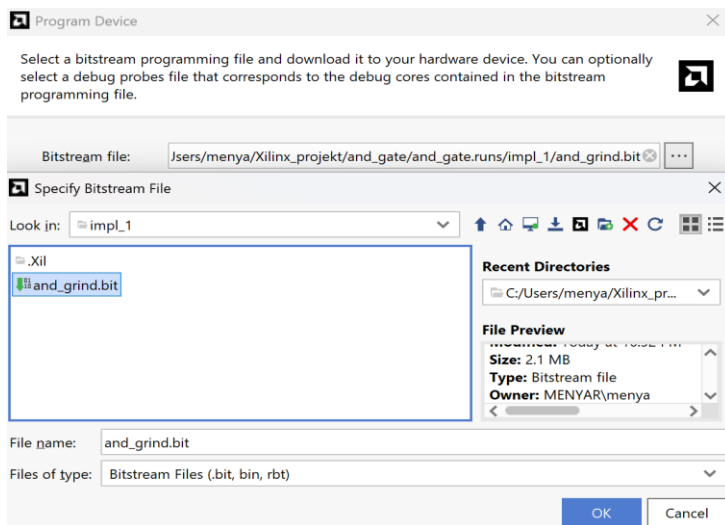 Program Device
Select a bitstream programming file and download it to your hardware device. You can optionally
select a debug probes file that corresponds to the debug cores contained in the bitstream
programming file.
Bitstream file: Jsers/menya/Xilinx_projekt/and_gate/and_gate.runs/impl_1/and_grind.bit ...
Specify Bitstream File
Look in: impl_1
.Xil
and_grind.bit
Recent Directories
C:/Users/menya/Xilinx_pr...
File Preview
Size: 2.1 MB
Type: Bitstream file
Owner: MENYAR\menya
File name: and_grind.bit
Files of type: Bitstream Files (.bit, bin, rbt)
OK Cancel